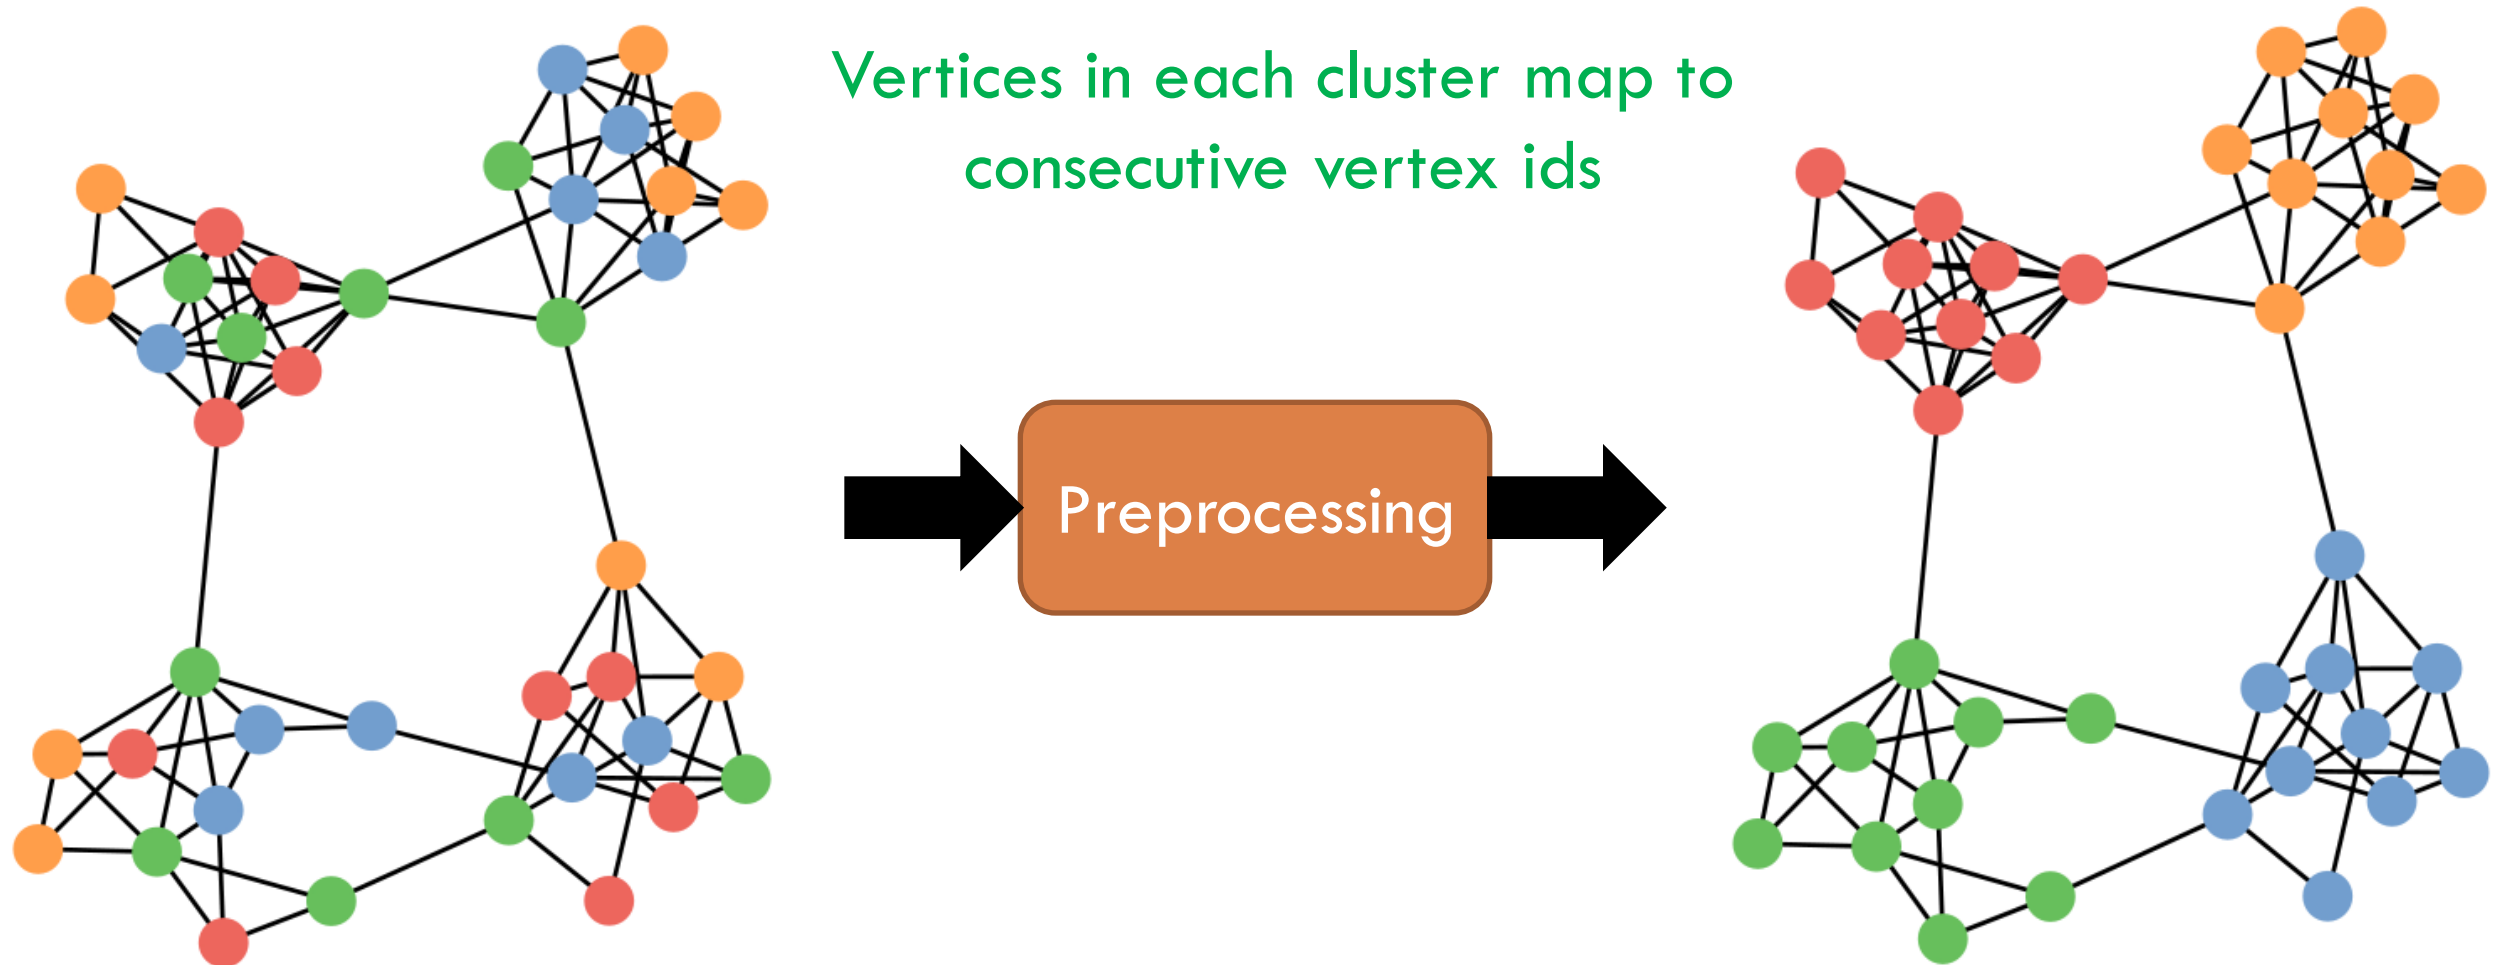 Vertices in each cluster map to
consecutive vertex ids
Preprocessing